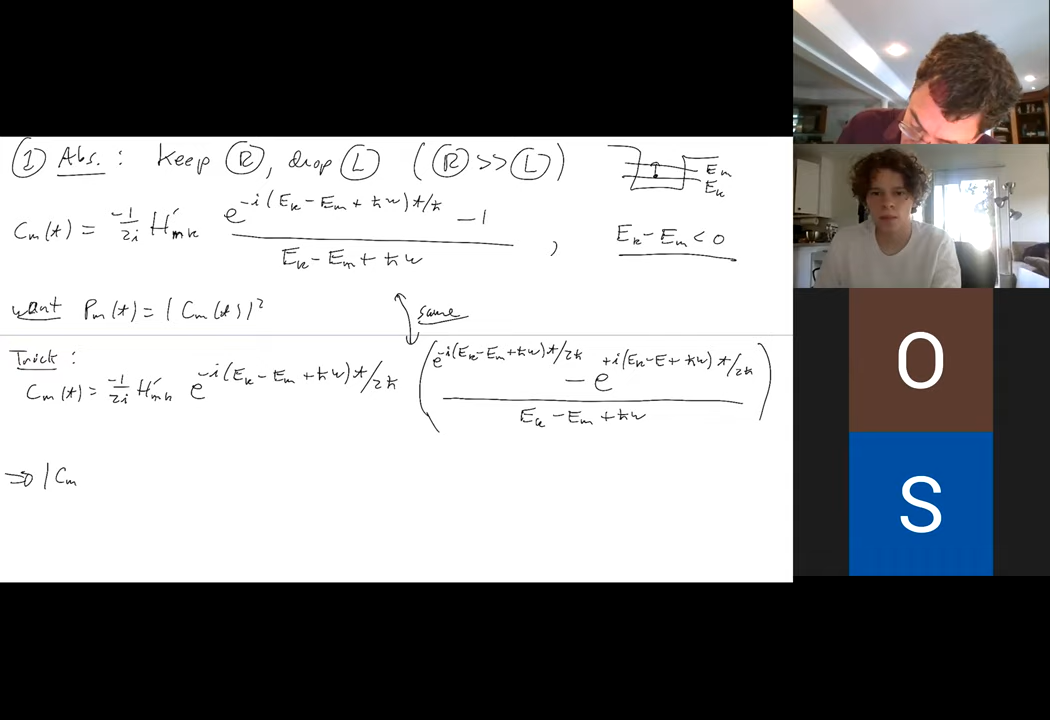 ① Abs. : Keep Ⓡ, drop Ⓛ ( Ⓡ >> Ⓛ )
Em
Ek
Cm(t) = -1/2i H'mk (e^{-i(Ek - Em + ħω)t/ħ} - 1) / (Ek - Em + ħω) , Ek - Em < 0
want Pm(t) = |Cm(t)|²
same
Trick :
Cm(t) = -1/2i H'mk e^{-i(Ek - Em + ħω)t/2ħ} ( (e^{-i(Ek - Em + ħω)t/2ħ} - e^{+i(Ek - E + ħω)t/2ħ}) / (Ek - Em + ħω) )
⇒ |Cm
O
S